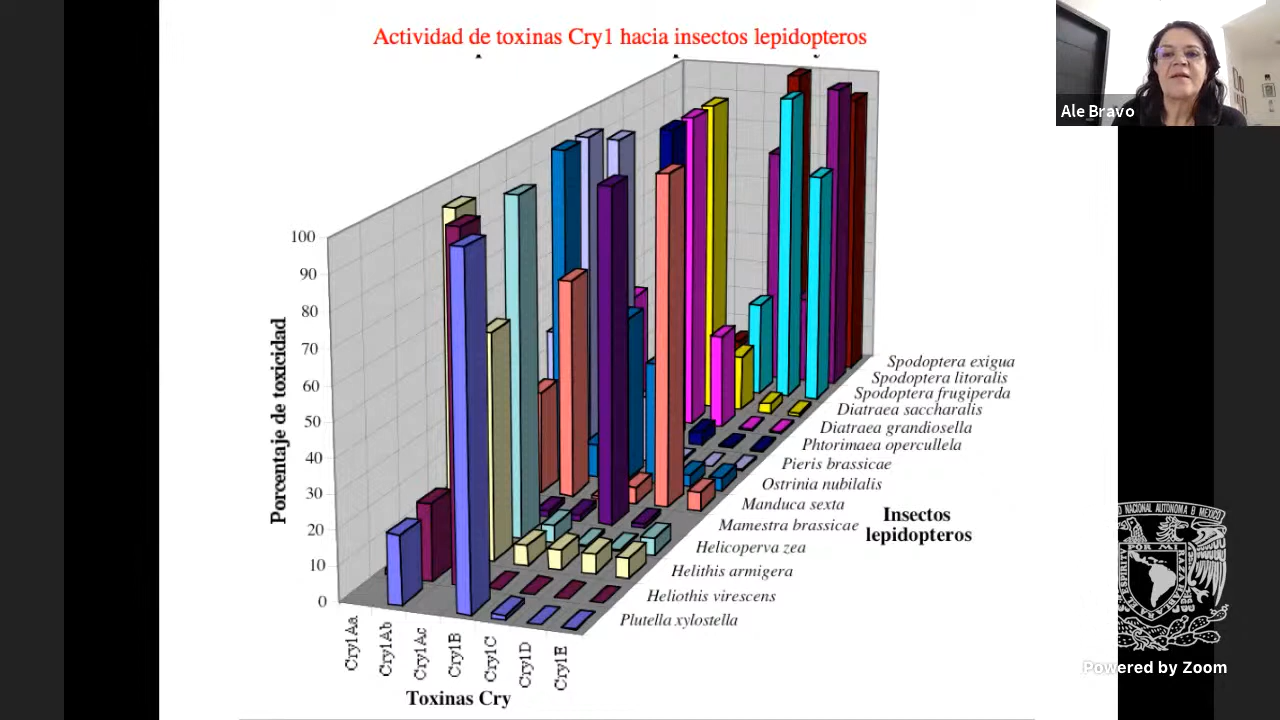 Actividad de toxinas Cry1 hacia insectos lepidopteros
Ale Bravo
100
90
80
70
60
50
40
30
20
10
0
Porcentaje de toxicidad
Spodoptera exigua
Spodoptera litoralis
Spodoptera frugiperda
Diatraea saccharalis
Diatraea grandiosella
Phtorimaea opercullela
Pieris brassicae
Ostrinia nubilalis
Manduca sexta
Mamestra brassicae
Helicoperva zea
Helithis armigera
Heliothis virescens
Plutella xylostella
Insectos
lepidopteros
Cry1Aa
Cry1Ab
Cry1Ac
Cry1B
Cry1C
Cry1D
Cry1E
Toxinas Cry
Powered by Zoom